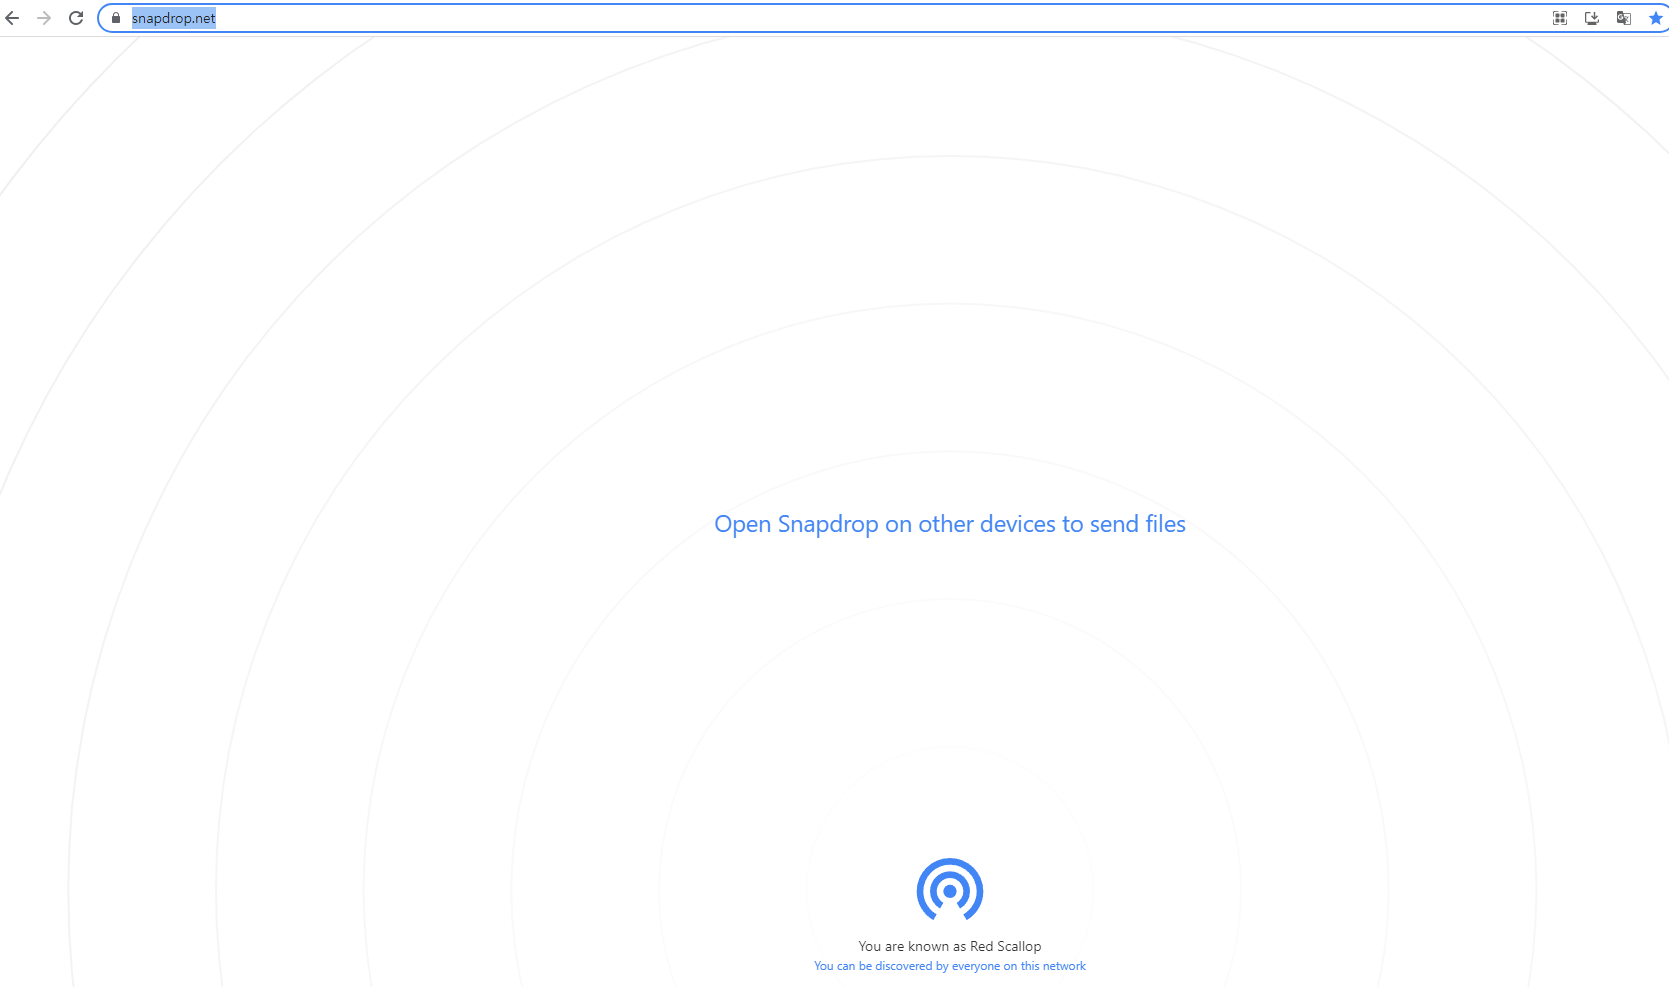 snapdrop.net
Open Snapdrop on other devices to send files
You are known as Red Scallop
You can be discovered by everyone on this network